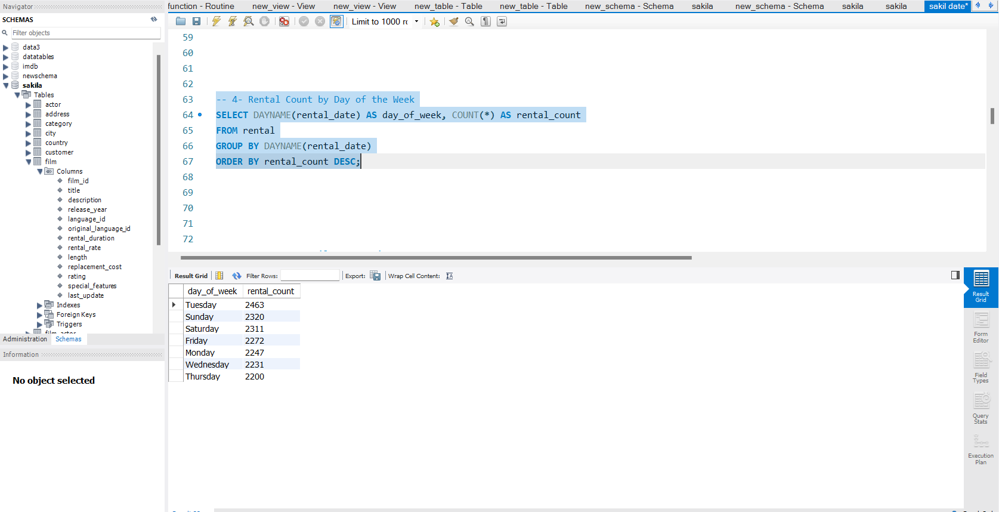 Navigator
SCHEMAS
Filter objects
data3
datatables
imdb
newschema
sakila
Tables
actor
address
category
city
country
customer
film
Columns
film_id
title
description
release_year
language_id
original_language_id
rental_duration
rental_rate
length
replacement_cost
rating
special_features
last_update
Indexes
Foreign Keys
Triggers
film_actor
Administration Schemas
Information
No object selected
function - Routine new_view - View new_view - View new_table - Table new_table - Table new_schema - Schema sakila new_schema - Schema sakila sakila sakil date*
Limit to 1000 r
59
60
61
62
63 -- 4- Rental Count by Day of the Week
64 SELECT DAYNAME(rental_date) AS day_of_week, COUNT(*) AS rental_count
65 FROM rental
66 GROUP BY DAYNAME(rental_date)
67 ORDER BY rental_count DESC;
68
69
70
71
72
Result Grid Filter Rows: Export: Wrap Cell Content:
day_of_week rental_count
Tuesday 2463
Sunday 2320
Saturday 2311
Friday 2272
Monday 2247
Wednesday 2231
Thursday 2200
Result
Grid
Form
Editor
Field
Types
Query
Stats
Execution
Plan